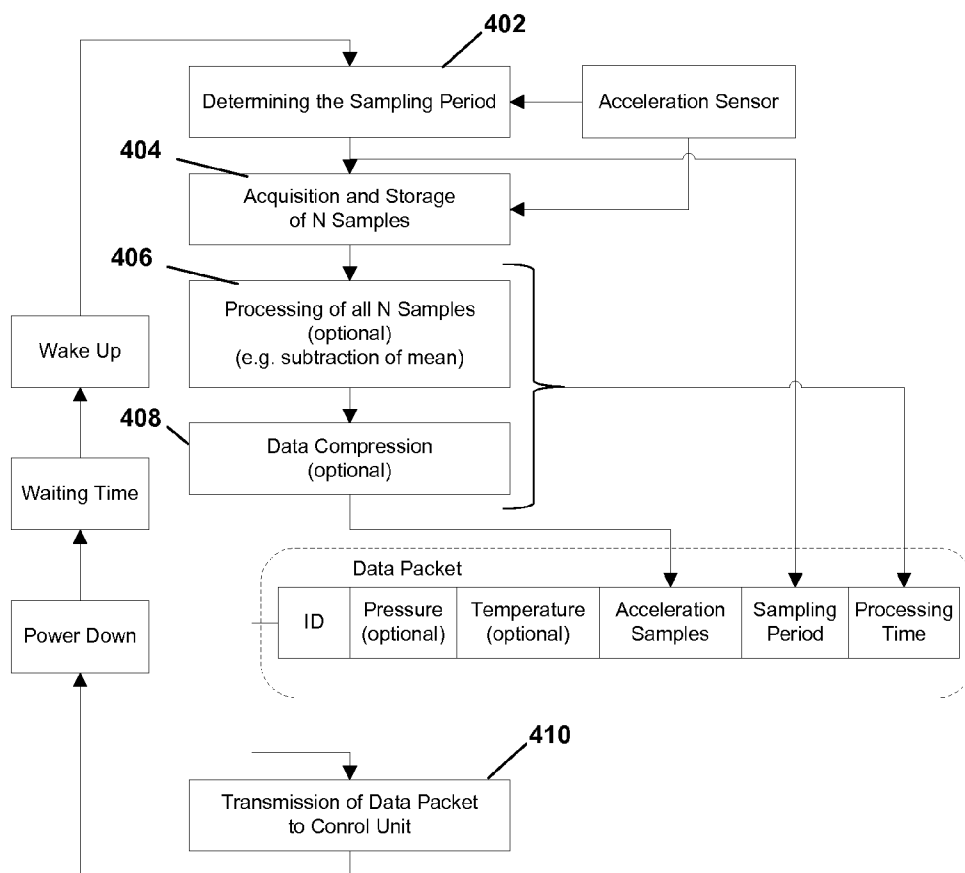 402
Determining the Sampling Period
Acceleration Sensor
404
Acquisition and Storage
of N Samples
406
Processing of all N Samples
(optional)
(e.g. subtraction of mean)
Wake Up
408
Data Compression
(optional)
Waiting Time
Data Packet
ID
Pressure
(optional)
Temperature
(optional)
Acceleration
Samples
Sampling
Period
Processing
Time
Power Down
410
Transmission of Data Packet
to Conrol Unit